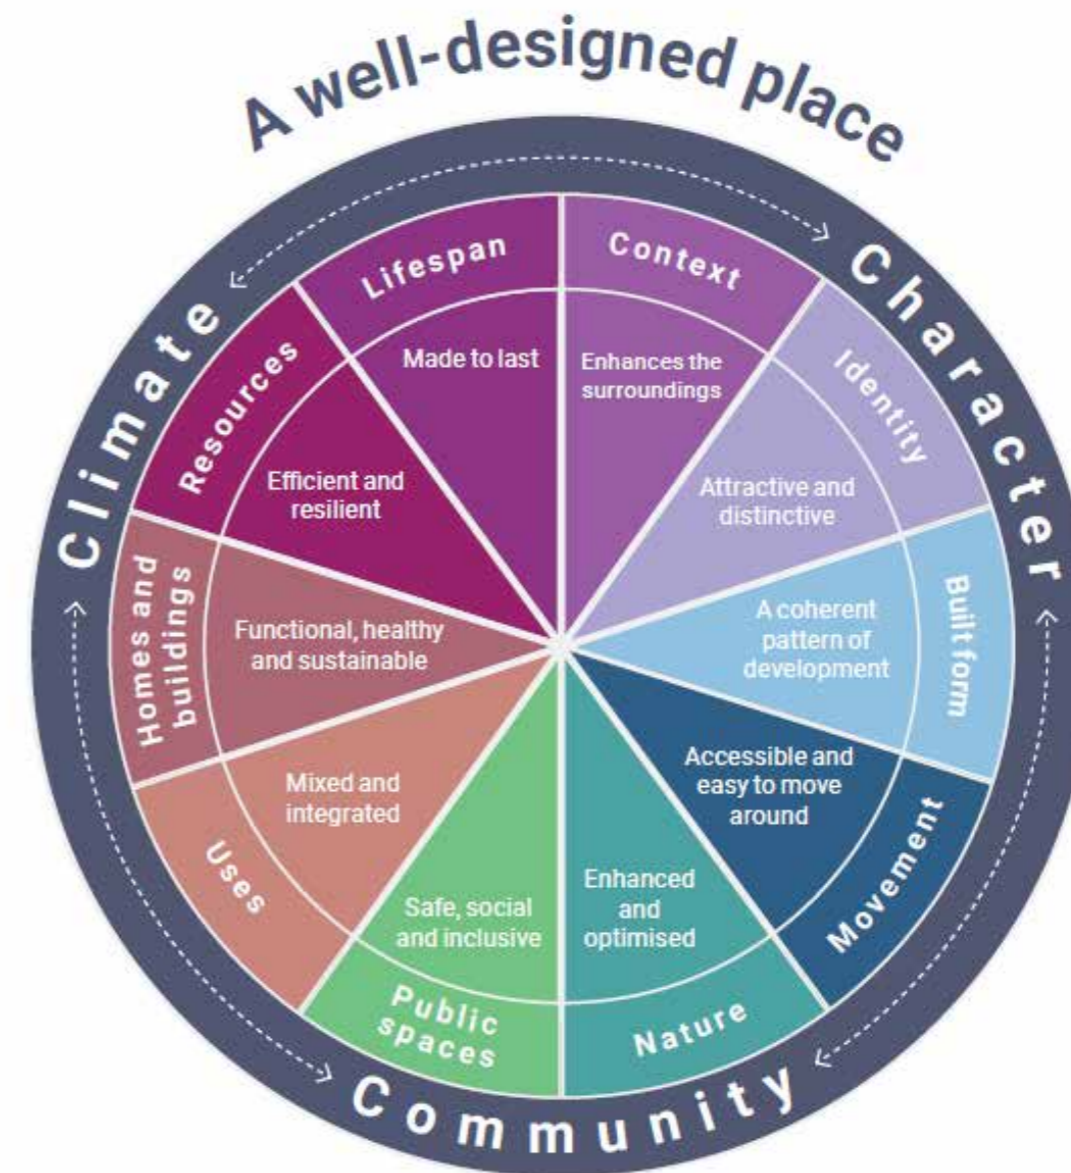 A well-designed place
Climate
Character
Community
Context
Enhances the
surroundings
Identity
Attractive and
distinctive
Built form
A coherent
pattern of
development
Movement
Accessible and
easy to move
around
Nature
Enhanced
and
optimised
Public
spaces
Safe, social
and inclusive
Uses
Mixed and
integrated
Homes and
buildings
Functional, healthy
and sustainable
Resources
Efficient and
resilient
Lifespan
Made to last